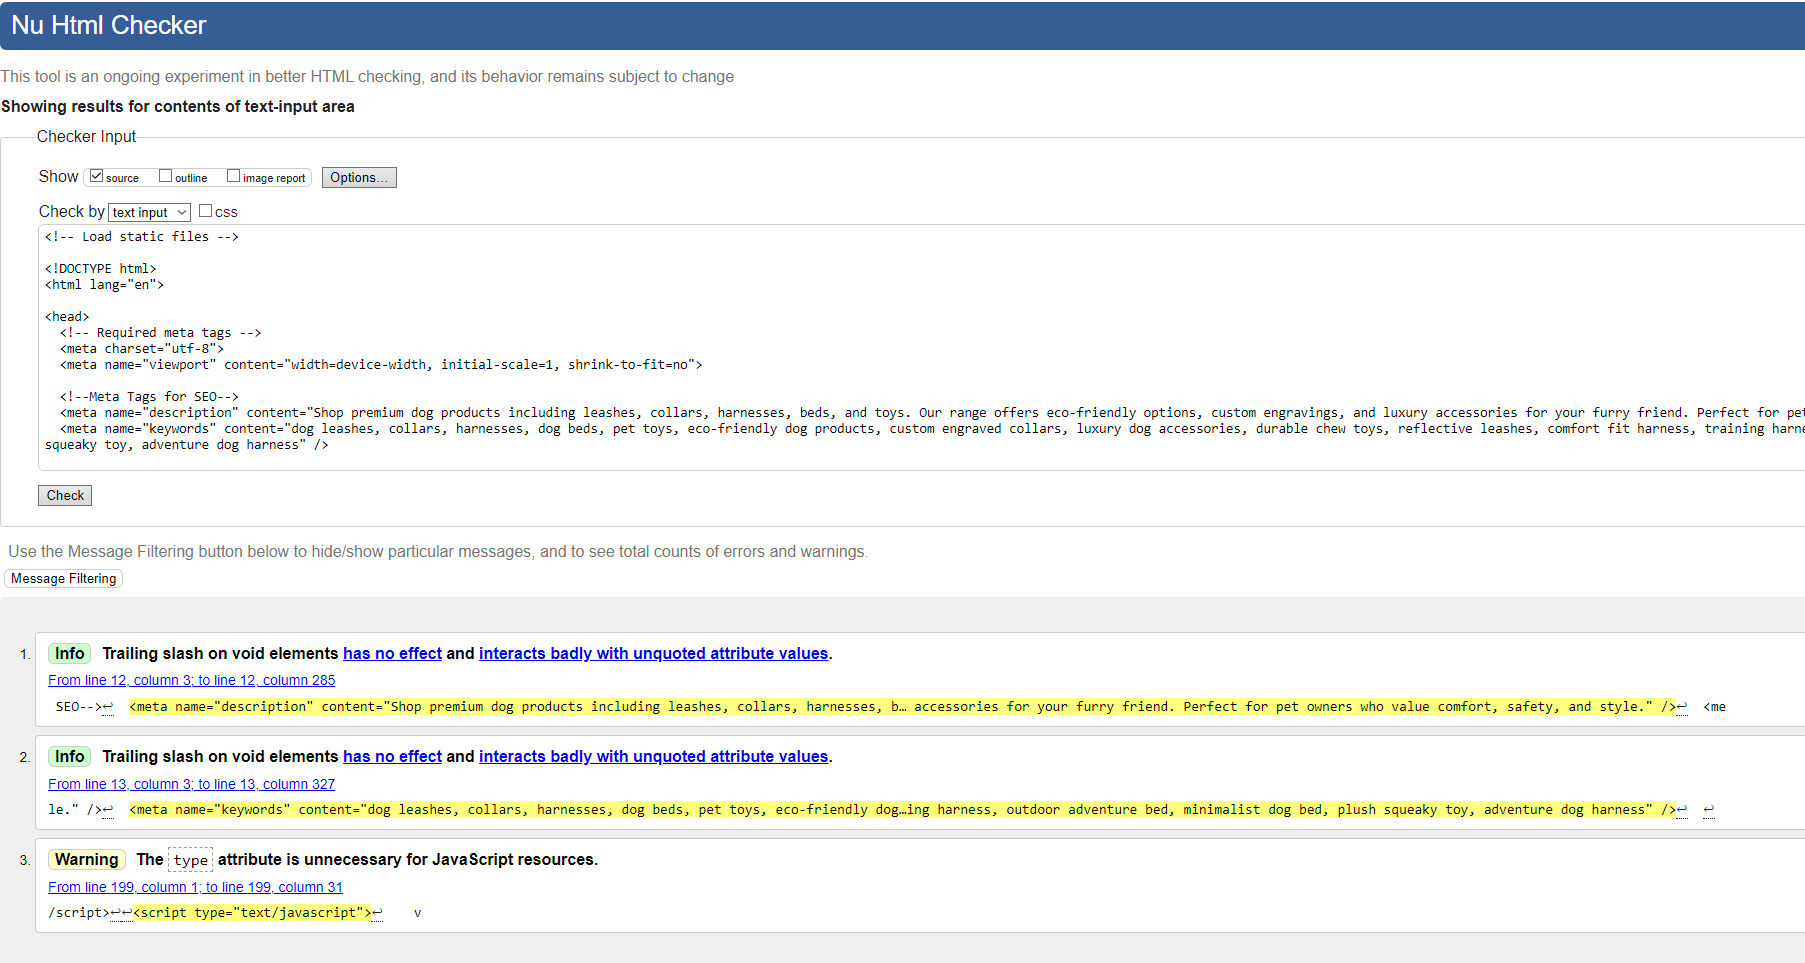 Nu Html Checker
This tool is an ongoing experiment in better HTML checking, and its behavior remains subject to change
Showing results for contents of text-input area
Checker Input
Show source outline image report Options...
Check by text input css
<!-- Load static files -->
<!DOCTYPE html>
<html lang="en">
<head>
<!-- Required meta tags -->
<meta charset="utf-8">
<meta name="viewport" content="width=device-width, initial-scale=1, shrink-to-fit=no">
<!--Meta Tags for SEO-->
<meta name="description" content="Shop premium dog products including leashes, collars, harnesses, beds, and toys. Our range offers eco-friendly options, custom engravings, and luxury accessories for your furry friend. Perfect for pet
<meta name="keywords" content="dog leashes, collars, harnesses, dog beds, pet toys, eco-friendly dog products, custom engraved collars, luxury dog accessories, durable chew toys, reflective leashes, comfort fit harness, training harne
squeaky toy, adventure dog harness" />
Check
Use the Message Filtering button below to hide/show particular messages, and to see total counts of errors and warnings.
Message Filtering
1. Info Trailing slash on void elements has no effect and interacts badly with unquoted attribute values.
From line 12, column 3; to line 12, column 285
SEO-->↩ <meta name="description" content="Shop premium dog products including leashes, collars, harnesses, b… accessories for your furry friend. Perfect for pet owners who value comfort, safety, and style." />↩ <me
2. Info Trailing slash on void elements has no effect and interacts badly with unquoted attribute values.
From line 13, column 3; to line 13, column 327
le." />↩ <meta name="keywords" content="dog leashes, collars, harnesses, dog beds, pet toys, eco-friendly dog…ing harness, outdoor adventure bed, minimalist dog bed, plush squeaky toy, adventure dog harness" />↩ ↩
3. Warning The type attribute is unnecessary for JavaScript resources.
From line 199, column 1; to line 199, column 31
/script>↩↩<script type="text/javascript">↩ v